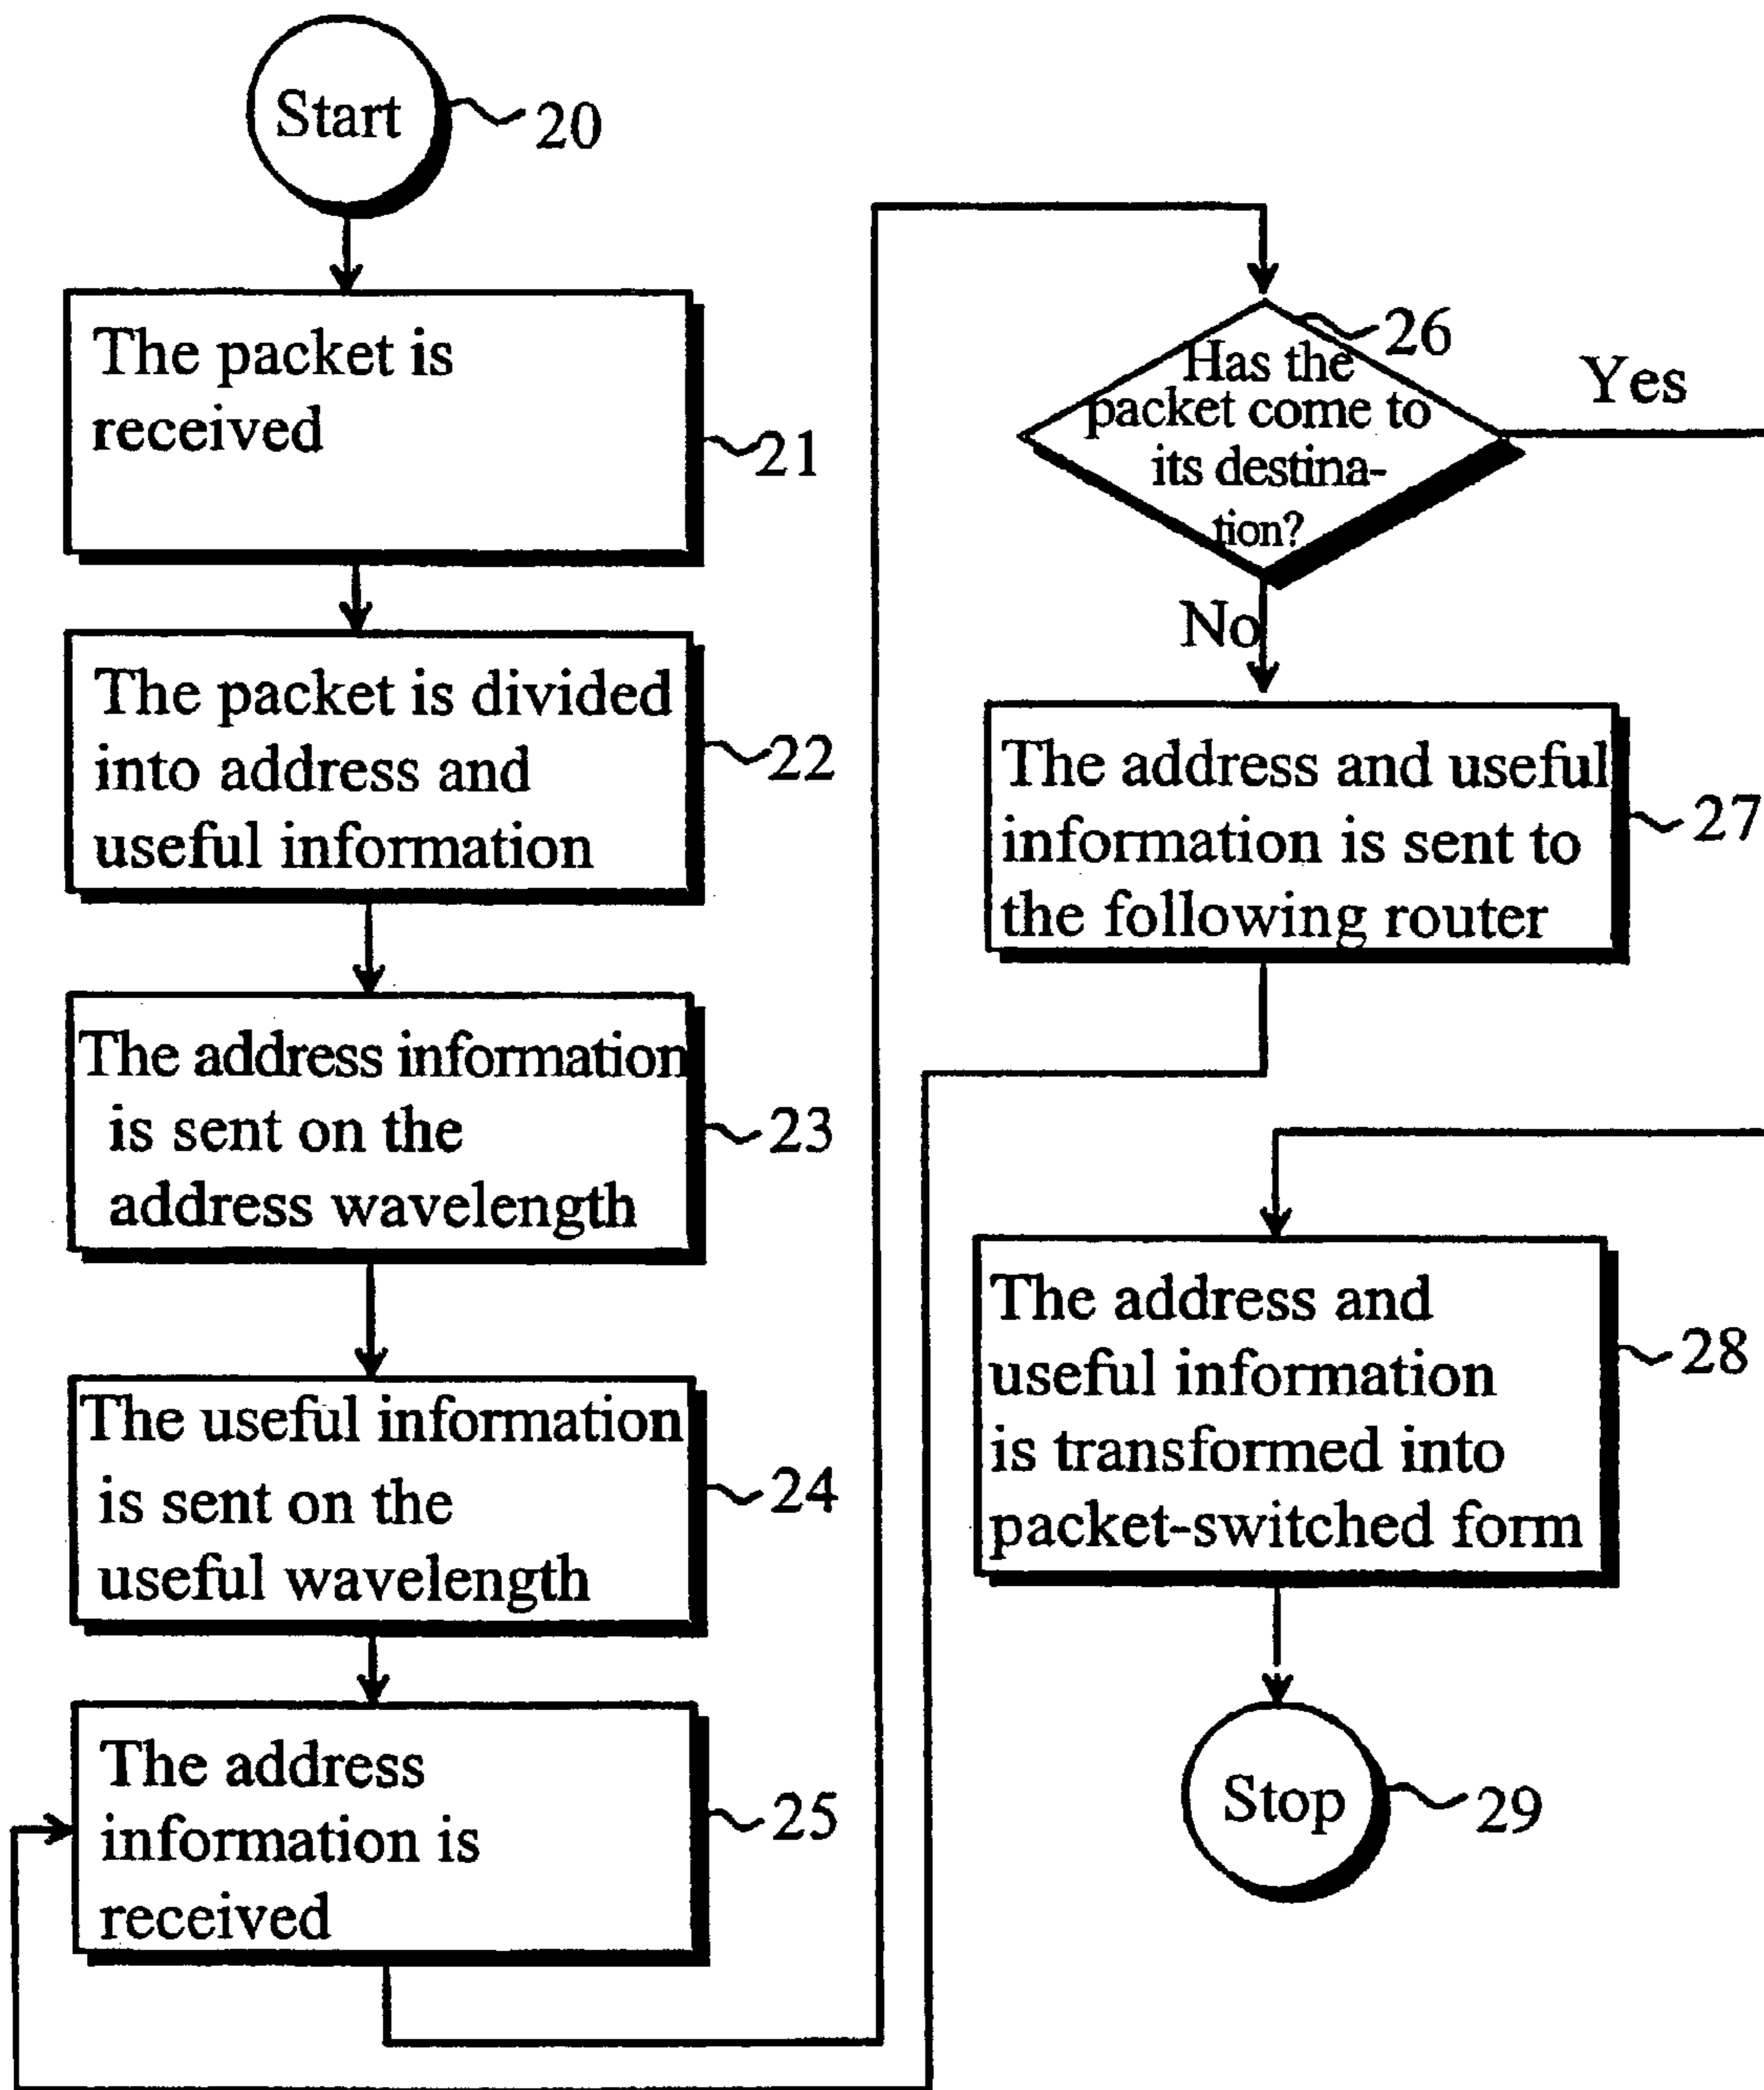 Start
20
The packet is
received
21
The packet is divided
into address and
useful information
22
The address information
is sent on the
address wavelength
23
The useful information
is sent on the
useful wavelength
24
The address
information is
received
25
26
Has the
packet come to
its destina-
tion?
Yes
No
The address and useful
information is sent to
the following router
27
The address and
useful information
is transformed into
packet-switched form
28
Stop
29